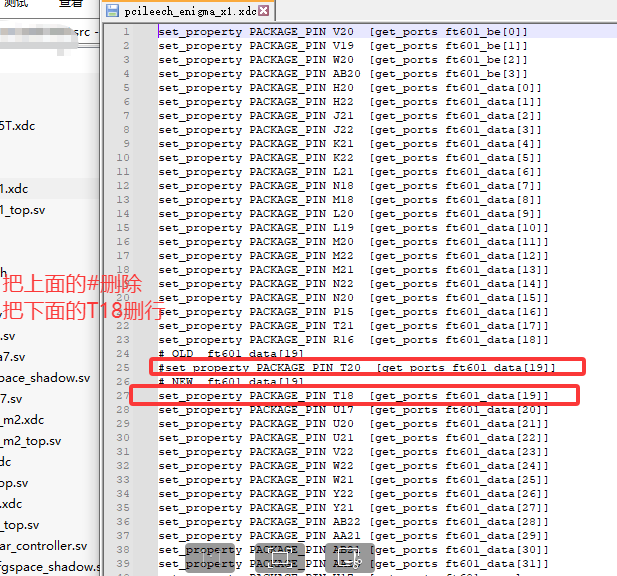 测试
查看
pcileech_enigma_x1.xdc
src -
5T.xdc
1.xdc
1_top.sv
h
把上面的#删除
把下面的T18删行
.sv
a7.sv
space_shadow.sv
7.sv
_m2.xdc
_m2_top.sv
dc
op.sv
.xdc
_top.sv
ar_controller.sv
fgspace_shadow.sv
1 set_property PACKAGE_PIN V20 [get_ports ft601_be[0]]
2 set_property PACKAGE_PIN V19 [get_ports ft601_be[1]]
3 set_property PACKAGE_PIN W20 [get_ports ft601_be[2]]
4 set_property PACKAGE_PIN AB20 [get_ports ft601_be[3]]
5 set_property PACKAGE_PIN H20 [get_ports ft601_data[0]]
6 set_property PACKAGE_PIN H22 [get_ports ft601_data[1]]
7 set_property PACKAGE_PIN J21 [get_ports ft601_data[2]]
8 set_property PACKAGE_PIN J22 [get_ports ft601_data[3]]
9 set_property PACKAGE_PIN K21 [get_ports ft601_data[4]]
10 set_property PACKAGE_PIN K22 [get_ports ft601_data[5]]
11 set_property PACKAGE_PIN L21 [get_ports ft601_data[6]]
12 set_property PACKAGE_PIN N18 [get_ports ft601_data[7]]
13 set_property PACKAGE_PIN M18 [get_ports ft601_data[8]]
14 set_property PACKAGE_PIN L20 [get_ports ft601_data[9]]
15 set_property PACKAGE_PIN L19 [get_ports ft601_data[10]]
16 set_property PACKAGE_PIN M20 [get_ports ft601_data[11]]
17 set_property PACKAGE_PIN M22 [get_ports ft601_data[12]]
18 set_property PACKAGE_PIN M21 [get_ports ft601_data[13]]
19 set_property PACKAGE_PIN N22 [get_ports ft601_data[14]]
20 set_property PACKAGE_PIN N20 [get_ports ft601_data[15]]
set_property PACKAGE_PIN P15 [get_ports ft601_data[16]]
22 set_property PACKAGE_PIN T21 [get_ports ft601_data[17]]
23 set_property PACKAGE_PIN R16 [get_ports ft601_data[18]]
24 # OLD ft601_data[19]
25 #set_property PACKAGE_PIN T20 [get_ports ft601_data[19]]
26 # NEW ft601_data[19]
27 set_property PACKAGE_PIN T18 [get_ports ft601_data[19]]
28 set_property PACKAGE_PIN U17 [get_ports ft601_data[20]]
29 set_property PACKAGE_PIN U20 [get_ports ft601_data[21]]
30 set_property PACKAGE_PIN U21 [get_ports ft601_data[22]]
31 set_property PACKAGE_PIN V22 [get_ports ft601_data[23]]
32 set_property PACKAGE_PIN W22 [get_ports ft601_data[24]]
33 set_property PACKAGE_PIN W21 [get_ports ft601_data[25]]
34 set_property PACKAGE_PIN Y22 [get_ports ft601_data[26]]
35 set_property PACKAGE_PIN Y21 [get_ports ft601_data[27]]
36 set_property PACKAGE_PIN AB22 [get_ports ft601_data[28]]
37 set_property PACKAGE_PIN AA21 [get_ports ft601_data[29]]
38 set_property PACKAGE_PIN [get_ports ft601_data[30]]
39 set_property PACKAGE_PIN [get_ports ft601_data[31]]